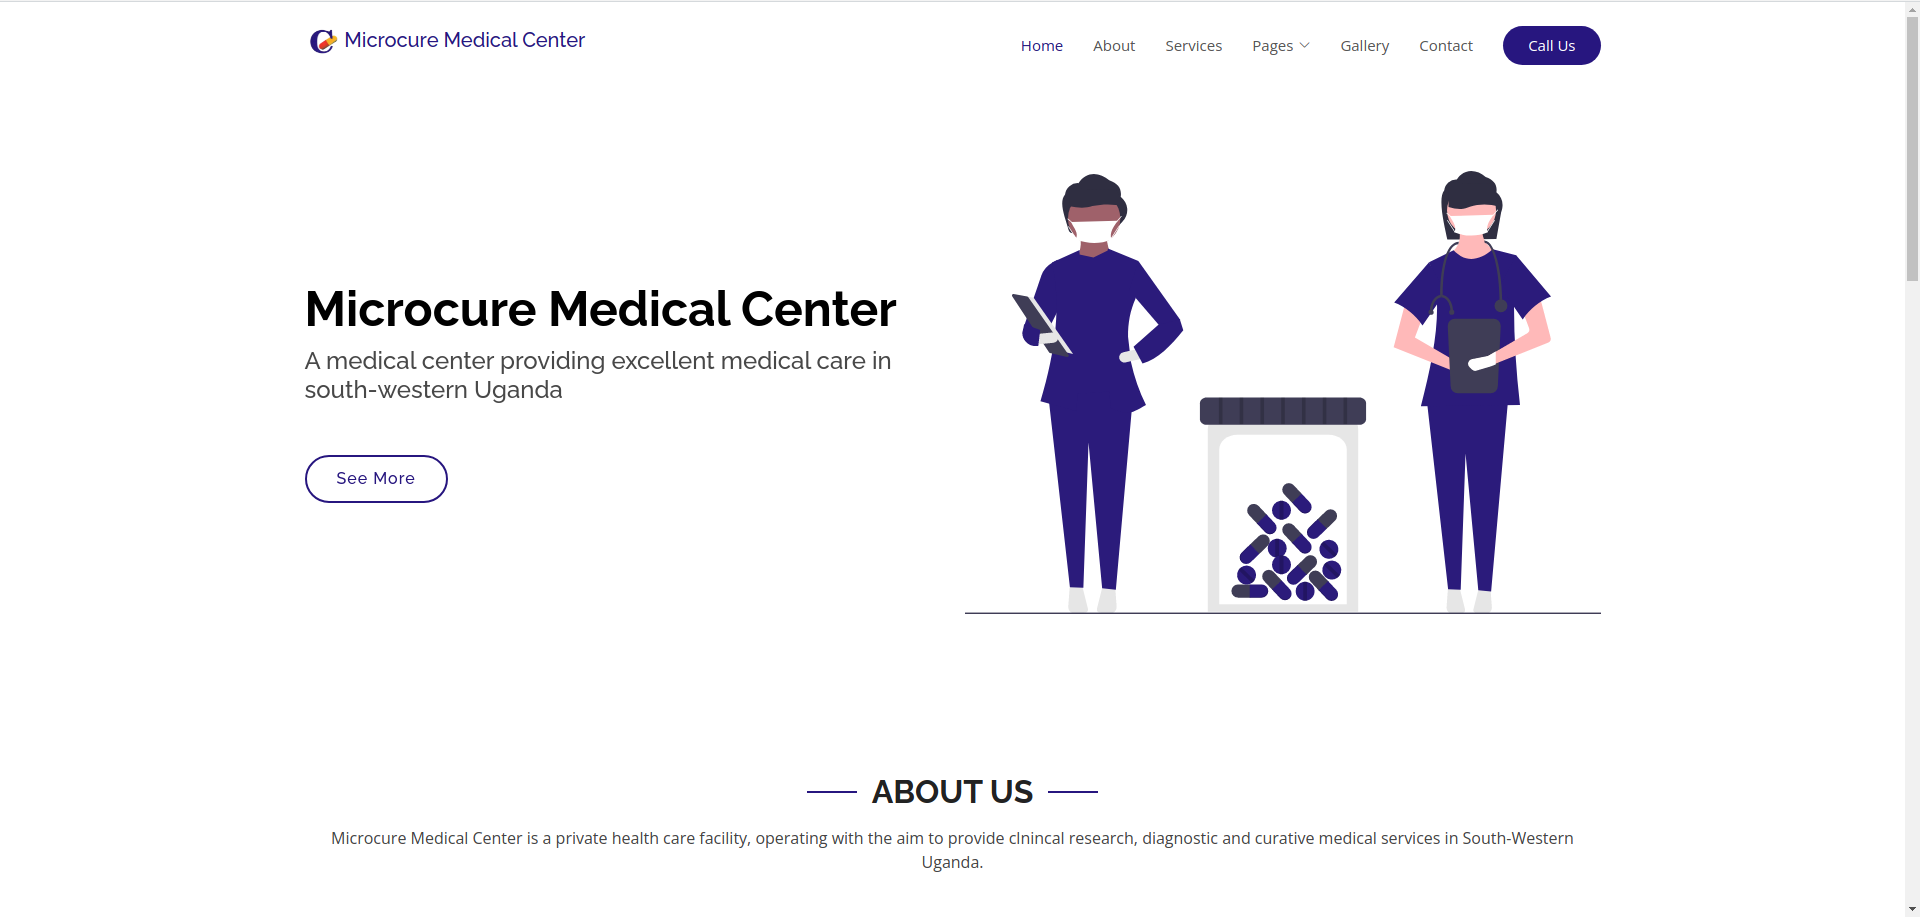 Microcure Medical Center
Home About Services Pages Gallery Contact Call Us
Microcure Medical Center
A medical center providing excellent medical care in
south-western Uganda
See More
ABOUT US
Microcure Medical Center is a private health care facility, operating with the aim to provide clnincal research, diagnostic and curative medical services in South-Western
Uganda.